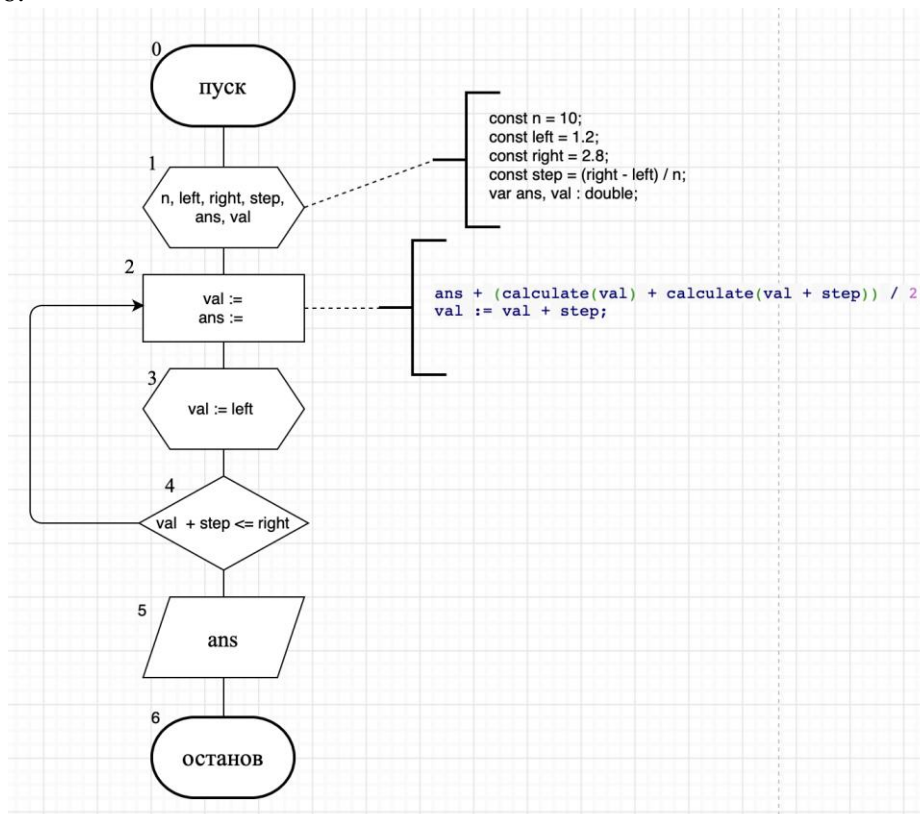 0
пуск
const n = 10;
const left = 1.2;
const right = 2.8;
const step = (right - left) / n;
var ans, val : double;
1
n, left, right, step,
ans, val
2
val :=
ans :=
ans + (calculate(val) + calculate(val + step)) / 2
val := val + step;
3
val := left
4
val + step <= right
5
ans
6
останов